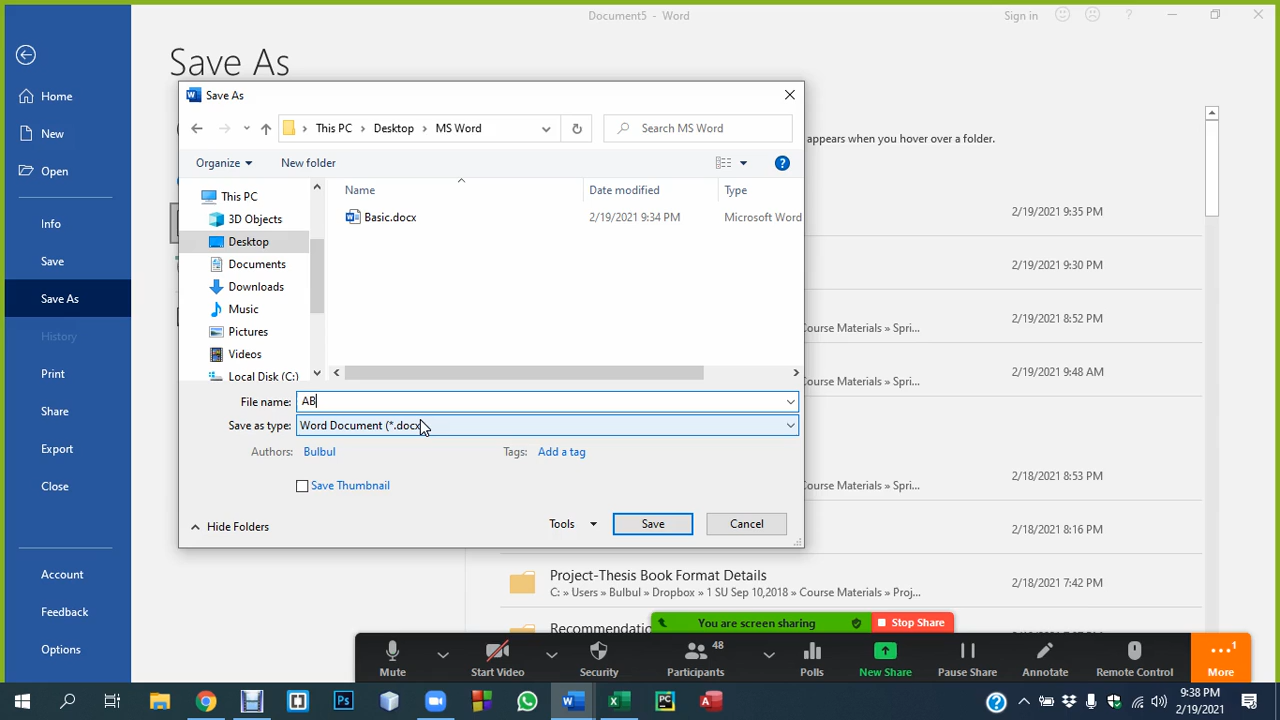 Document5 - Word
Sign in
?
Save As
Home
New
Open
Info
Save
Save As
History
Print
Share
Export
Close
Account
Feedback
Options
Save As
This PC
Desktop
MS Word
Search MS Word
Organize
New folder
?
Name
Date modified
Type
Basic.docx
2/19/2021 9:34 PM
Microsoft Word
This PC
3D Objects
Desktop
Documents
Downloads
Music
Pictures
Videos
Local Disk (C:)
File name:
AB
Save as type:
Word Document (*.docx
Authors:
Bulbul
Tags:
Add a tag
Save Thumbnail
Hide Folders
Tools
Save
Cancel
appears when you hover over a folder.
2/19/2021 9:35 PM
2/19/2021 9:30 PM
2/19/2021 8:52 PM
Course Materials » Spri...
2/19/2021 9:48 AM
Course Materials » Spri...
2/18/2021 8:53 PM
Course Materials » Spri...
2/18/2021 8:16 PM
Project-Thesis Book Format Details
C: » Users » Bulbul » Dropbox » 1 SU Sep 10,2018 » Course Materials » Proj...
2/18/2021 7:42 PM
You are screen sharing
Stop Share
Mute
Start Video
Security
48
Participants
Polls
New Share
Pause Share
Annotate
Remote Control
1
More
9:38 PM
2/19/2021